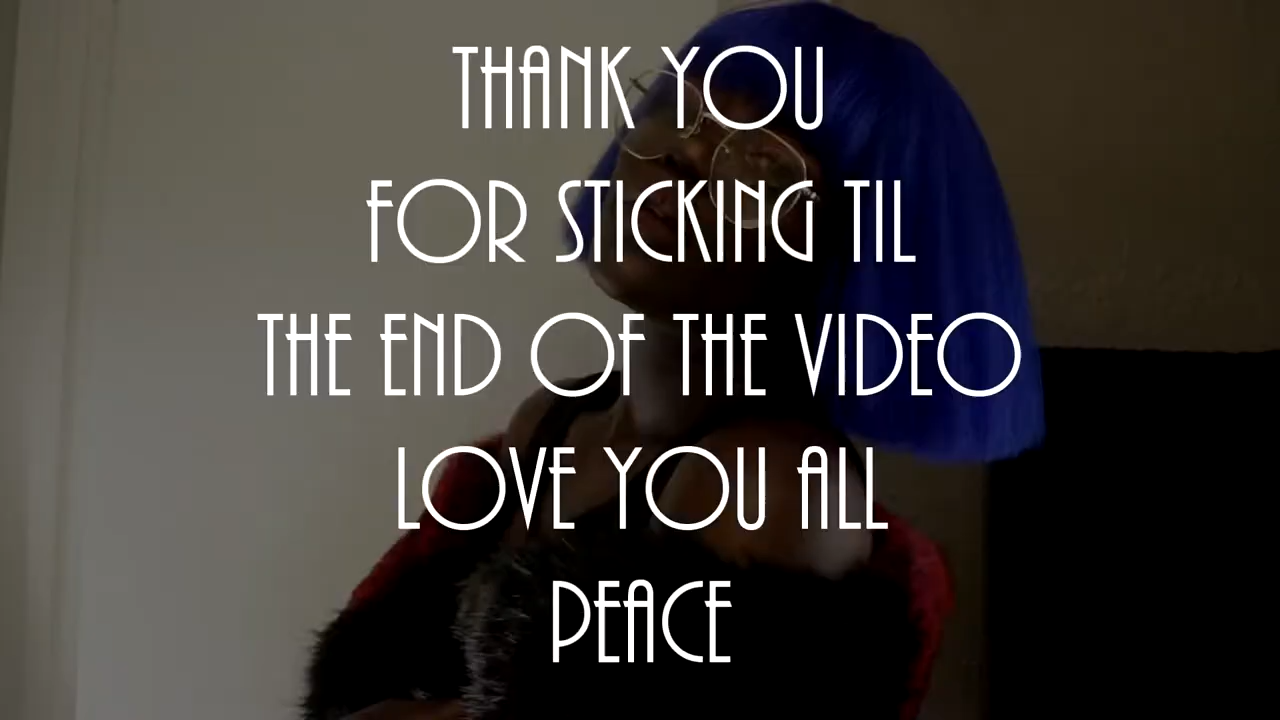 THANK YOU
FOR STICKING TIL
THE END OF THE VIDEO
LOVE YOU ALL
PEACE